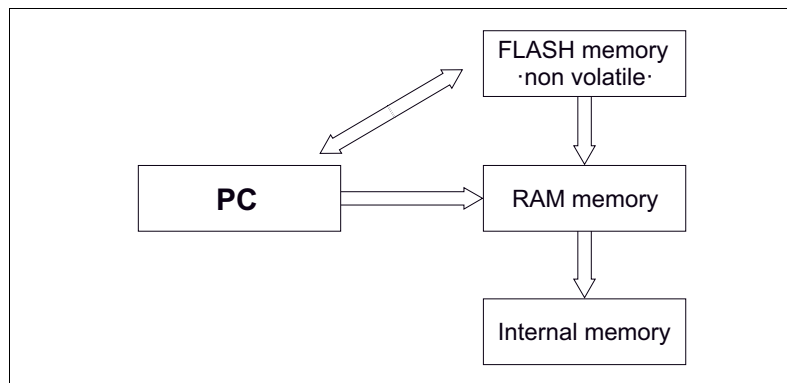 FLASH memory
·non volatile·
PC
RAM memory
Internal memory